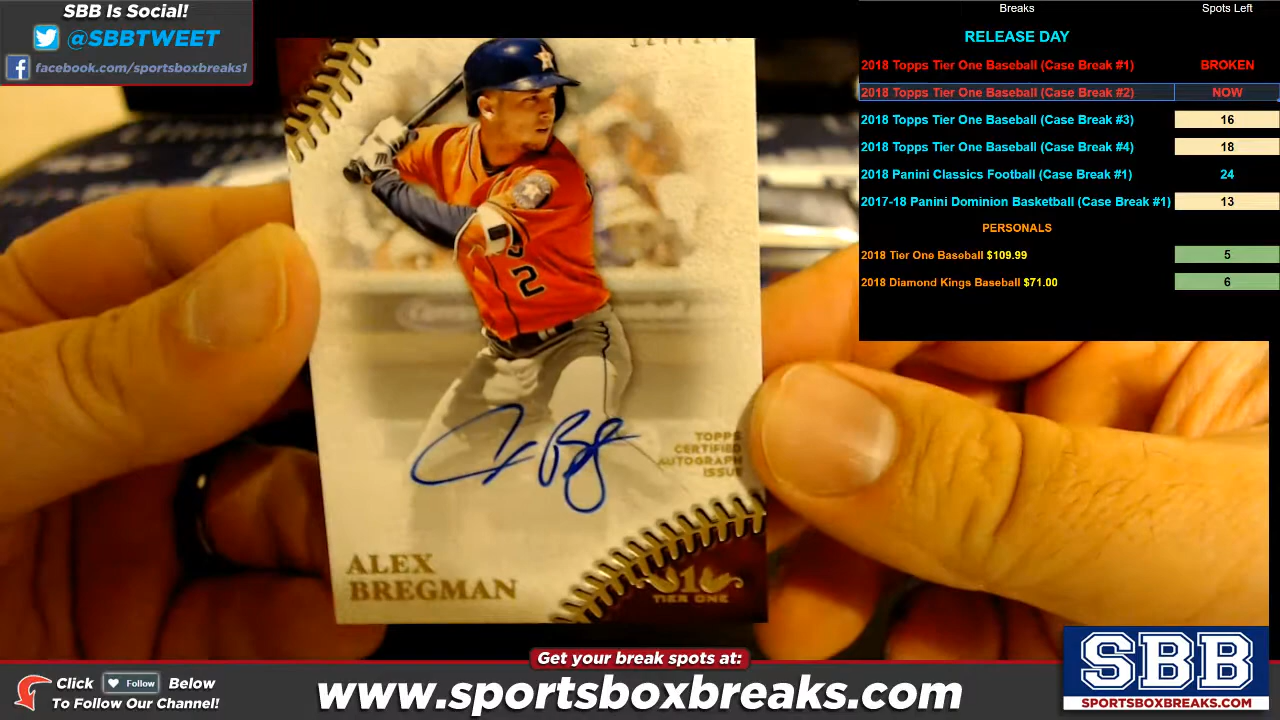 SBB Is Social!
@SBBTWEET
facebook.com/sportsboxbreaks1
Breaks Spots Left
RELEASE DAY
2018 Topps Tier One Baseball (Case Break #1) BROKEN
2018 Topps Tier One Baseball (Case Break #2) NOW
2018 Topps Tier One Baseball (Case Break #3) 16
2018 Topps Tier One Baseball (Case Break #4) 18
2018 Panini Classics Football (Case Break #1) 24
2017-18 Panini Dominion Basketball (Case Break #1) 13
PERSONALS
2018 Tier One Baseball $109.99 5
2018 Diamond Kings Baseball $71.00 6
2
TOPPS
CERTIFIED
AUTOGRAPH
ISSUE
ALEX
BREGMAN
1
TIER ONE
Get your break spots at:
Click Follow Below
To Follow Our Channel!
www.sportsboxbreaks.com
SBB
SPORTSBOXBREAKS.COM